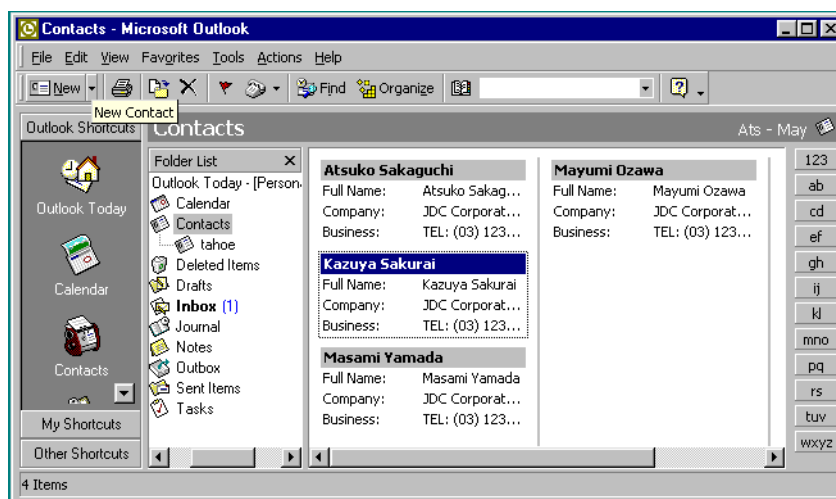 Contacts - Microsoft Outlook
File Edit View Favorites Tools Actions Help
New Find Organize
New Contact
Outlook Shortcuts
Outlook Today
Calendar
Contacts
My Shortcuts
Other Shortcuts
Contacts Ats - May
Folder List X
Outlook Today - [Person
Calendar
Contacts
tahoe
Deleted Items
Drafts
Inbox (1)
Journal
Notes
Outbox
Sent Items
Tasks
Atsuko Sakaguchi
Full Name: Atsuko Sakag...
Company: JDC Corporat...
Business: TEL: (03) 123...
Kazuya Sakurai
Full Name: Kazuya Sakurai
Company: JDC Corporat...
Business: TEL: (03) 123...
Masami Yamada
Full Name: Masami Yamada
Company: JDC Corporat...
Business: TEL: (03) 123...
Mayumi Ozawa
Full Name: Mayumi Ozawa
Company: JDC Corporat...
Business: TEL: (03) 123...
123
ab
cd
ef
gh
ij
kl
mno
pq
rs
tuv
wxyz
4 Items